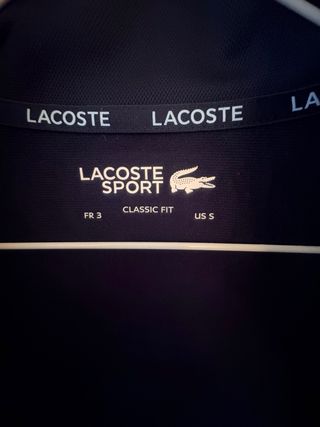 LACOSTE LACOSTE LA
LACOSTE
SPORT
FR 3 CLASSIC FIT US S